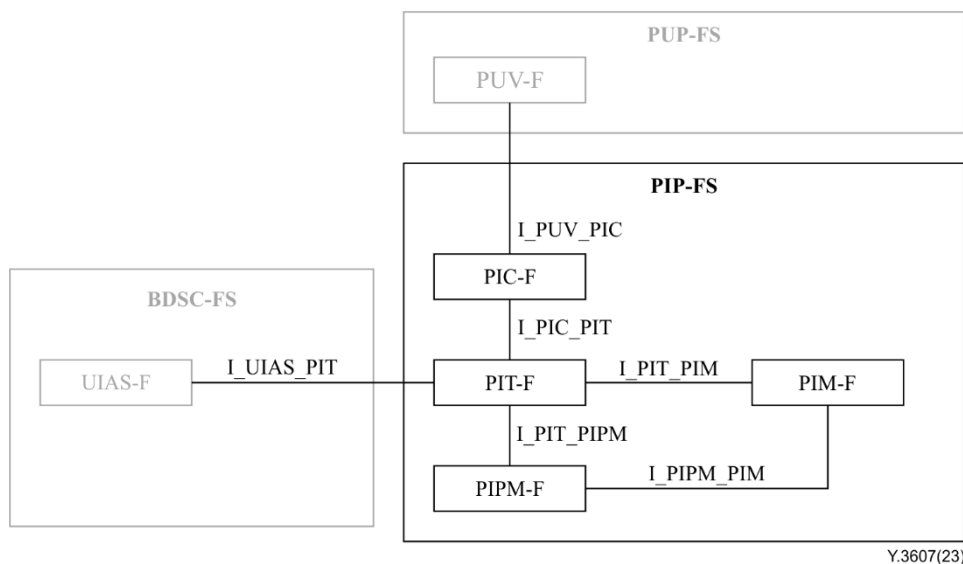 PUP-FS
PUV-F
PIP-FS
I_PUV_PIC
PIC-F
BDSC-FS
I_PIC_PIT
UIAS-F
I_UIAS_PIT
PIT-F
I_PIT_PIM
PIM-F
I_PIT_PIPM
PIPM-F
I_PIPM_PIM
Y.3607(23)